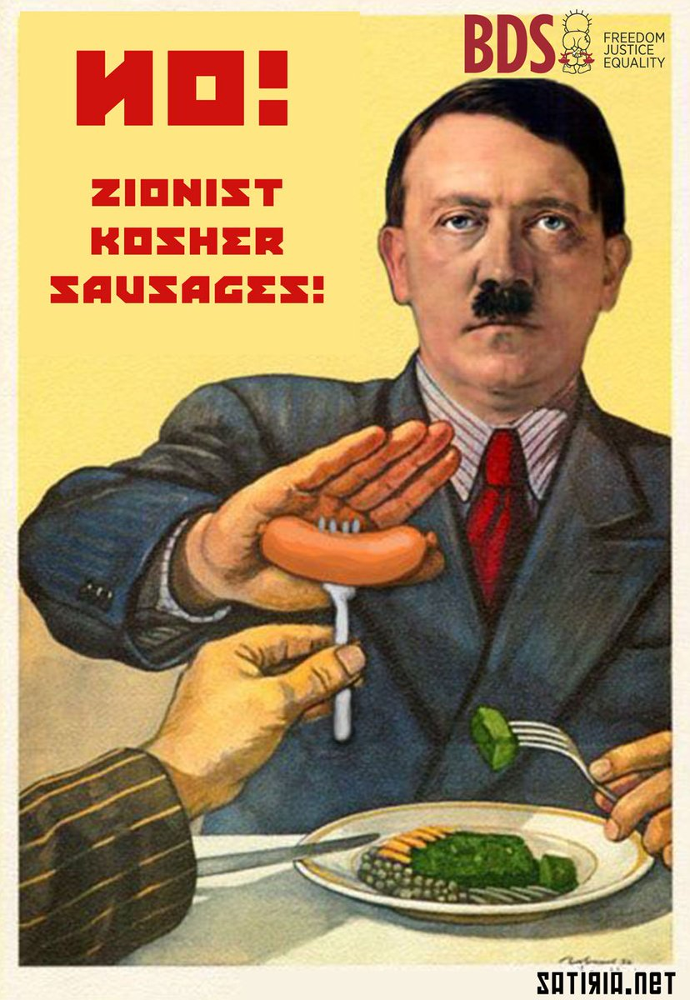 BDS
FREEDOM
JUSTICE
EQUALITY
NO!
ZIONIST
KOSHER
SAUSAGES!
SATIRIA.NET